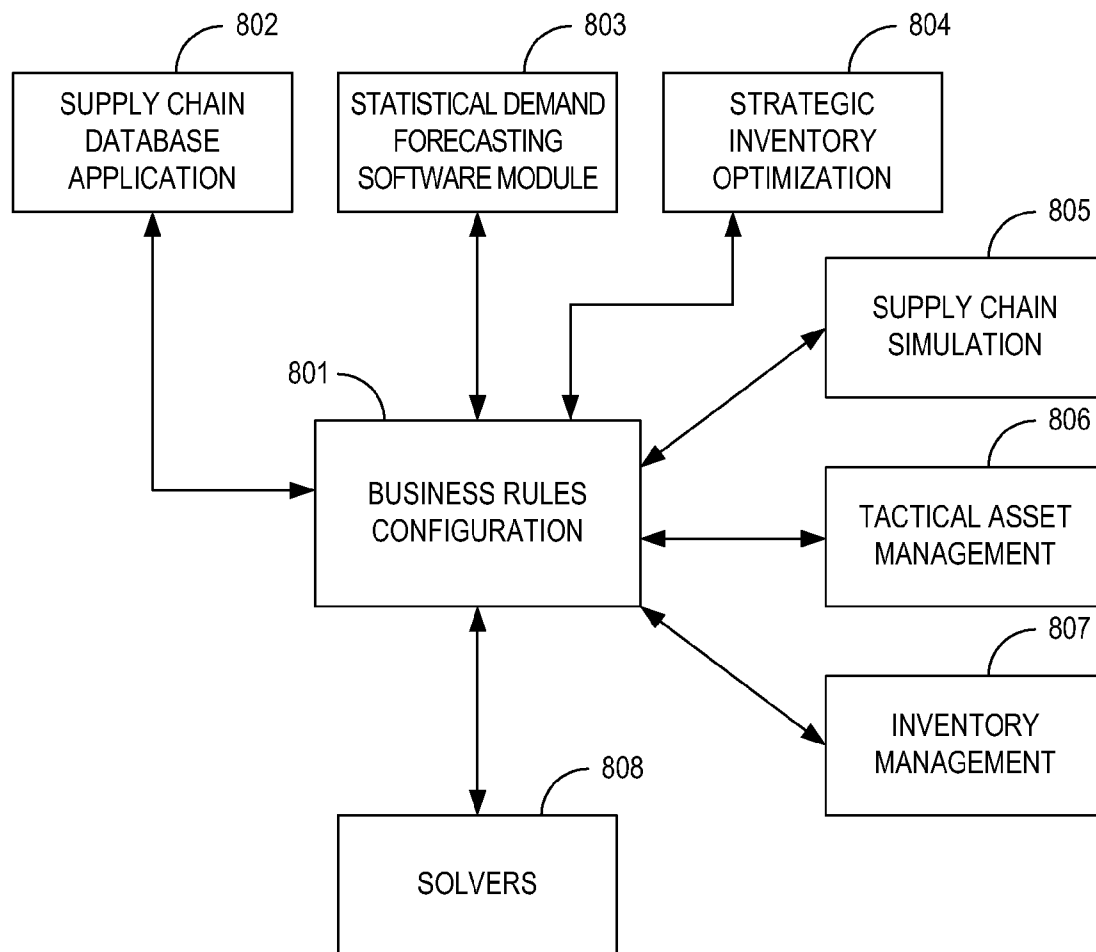 802
803
804
SUPPLY CHAIN
DATABASE
APPLICATION
STATISTICAL DEMAND
FORECASTING
SOFTWARE MODULE
STRATEGIC
INVENTORY
OPTIMIZATION
805
SUPPLY CHAIN
SIMULATION
801
BUSINESS RULES
CONFIGURATION
806
TACTICAL ASSET
MANAGEMENT
807
INVENTORY
MANAGEMENT
808
SOLVERS